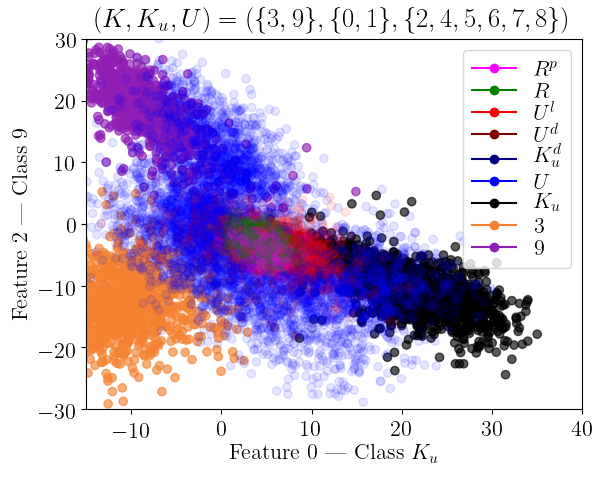 (K, K_u, U) = ({3, 9}, {0, 1}, {2, 4, 5, 6, 7, 8})
R^p
R
U^l
U^d
K_u^d
U
K_u
3
9
30
20
10
0
−10
−20
−30
Feature 2 — Class 9
−10
0
10
20
30
40
Feature 0 — Class K_u